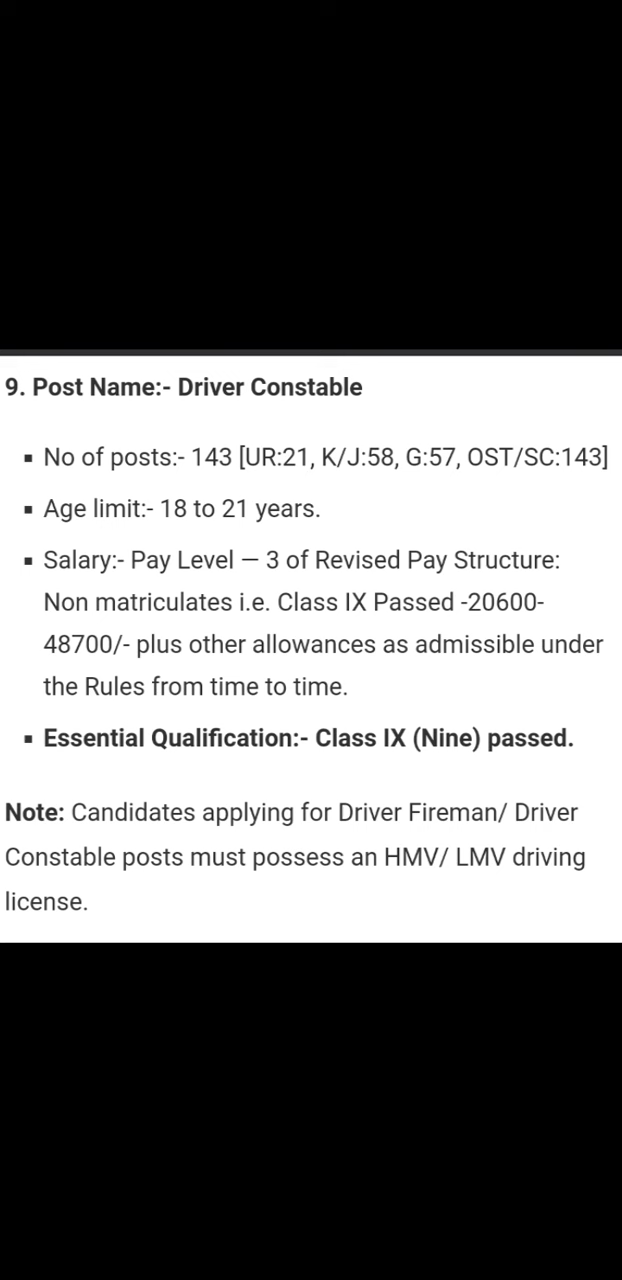 9. Post Name:- Driver Constable
▪ No of posts:- 143 [UR:21, K/J:58, G:57, OST/SC:143]
▪ Age limit:- 18 to 21 years.
▪ Salary:- Pay Level — 3 of Revised Pay Structure:
Non matriculates i.e. Class IX Passed -20600-
48700/- plus other allowances as admissible under
the Rules from time to time.
▪ Essential Qualification:- Class IX (Nine) passed.
Note: Candidates applying for Driver Fireman/ Driver
Constable posts must possess an HMV/ LMV driving
license.